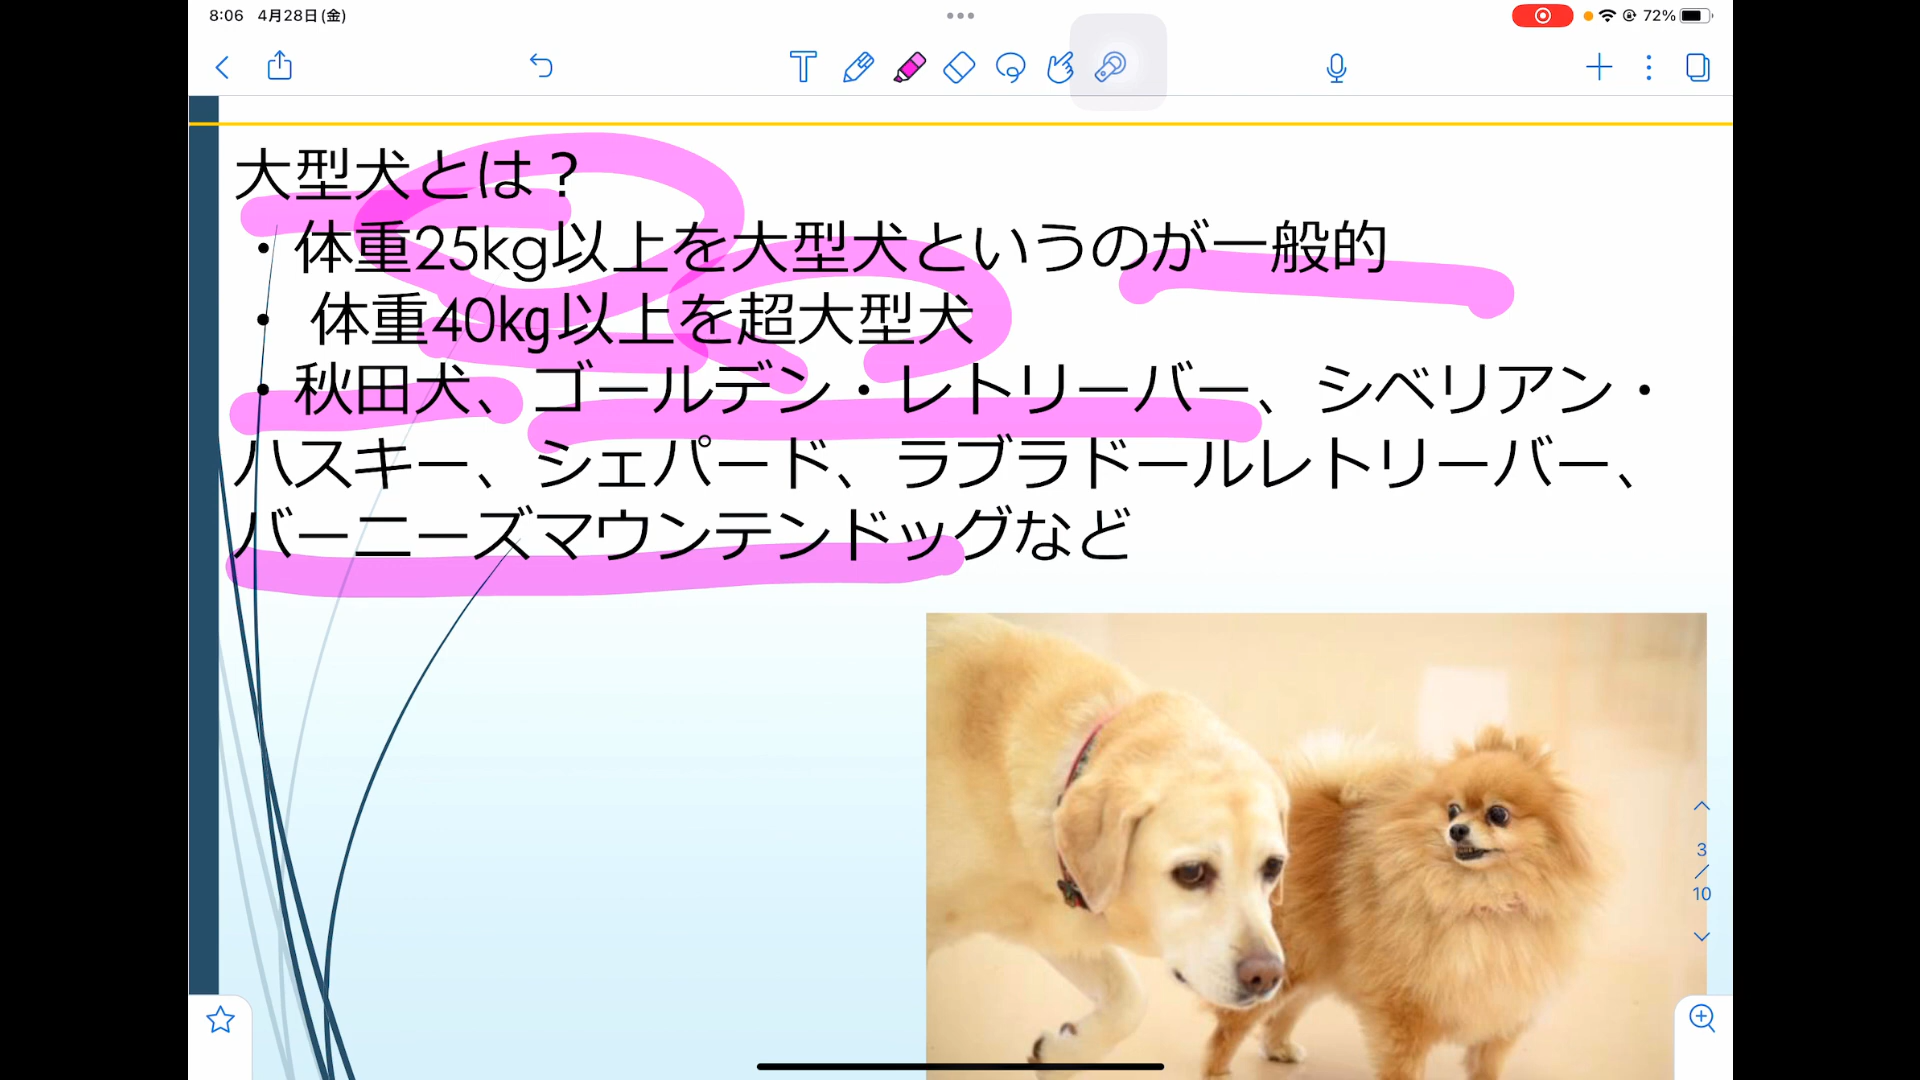 8:06 4月28日(金)
72%
大型犬とは？
・体重25kg以上を大型犬というのが一般的
・ 体重40kg以上を超大型犬
・秋田犬、ゴールデン・レトリーバー、シベリアン・
ハスキー、シェパード、ラブラドールレトリーバー、
バーニーズマウンテンドッグなど
3
/
10